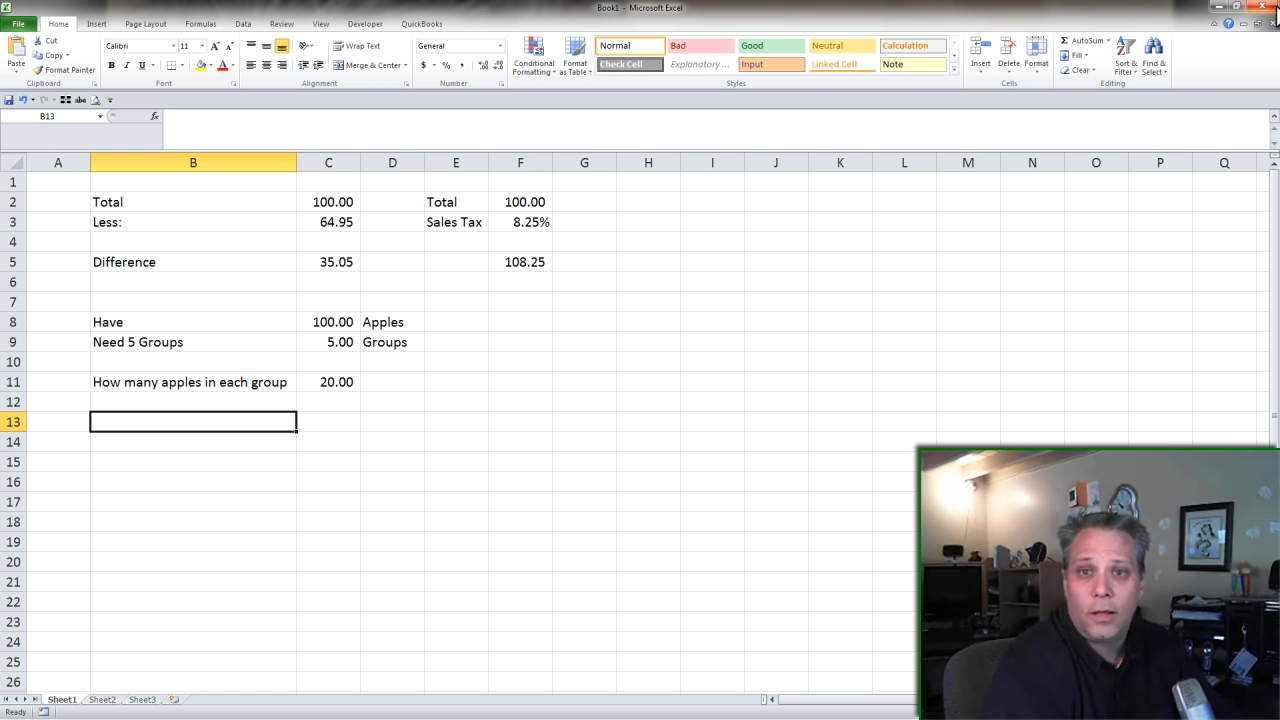 Book1 - Microsoft Excel
File Home Insert Page Layout Formulas Data Review View Developer QuickBooks
Cut
Copy
Format Painter
Paste
Clipboard
Calibri 11
B I U
Font
Wrap Text
Merge & Center
Alignment
General
$ % ,
Number
Conditional Formatting
Format as Table
Normal Bad Good Neutral Calculation
Check Cell Explanatory ... Input Linked Cell Note
Styles
Insert Delete Format
Cells
AutoSum
Fill
Clear
Sort & Filter
Find & Select
Editing
B13 fx
A B C D E F G H I J K L M N O P Q
1
2 Total 100.00 Total 100.00
3 Less: 64.95 Sales Tax 8.25%
4
5 Difference 35.05 108.25
6
7
8 Have 100.00 Apples
9 Need 5 Groups 5.00 Groups
10
11 How many apples in each group 20.00
12
13
14
15
16
17
18
19
20
21
22
23
24
25
26
Sheet1 Sheet2 Sheet3
Ready